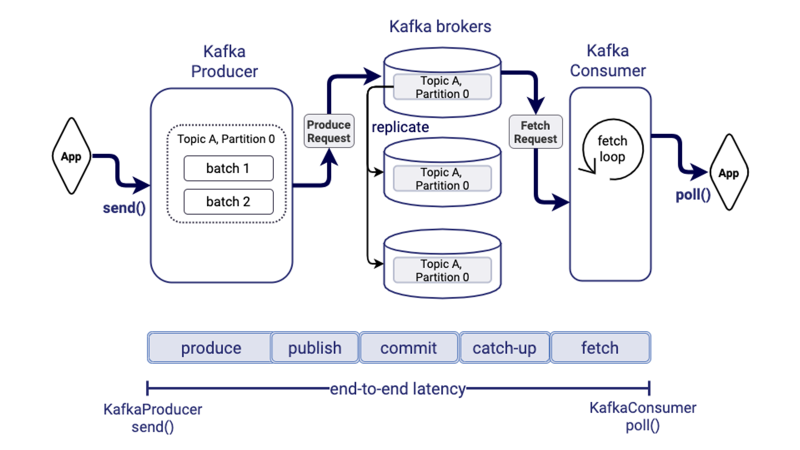 Kafka brokers
Kafka
Producer
Kafka
Consumer
Topic A,
Partition 0
Produce
Request
replicate
Fetch
Request
Topic A, Partition 0
batch 1
batch 2
App
send()
fetch
loop
App
poll()
Topic A,
Partition 0
Topic A,
Partition 0
produce
publish
commit
catch-up
fetch
end-to-end latency
KafkaProducer
send()
KafkaConsumer
poll()